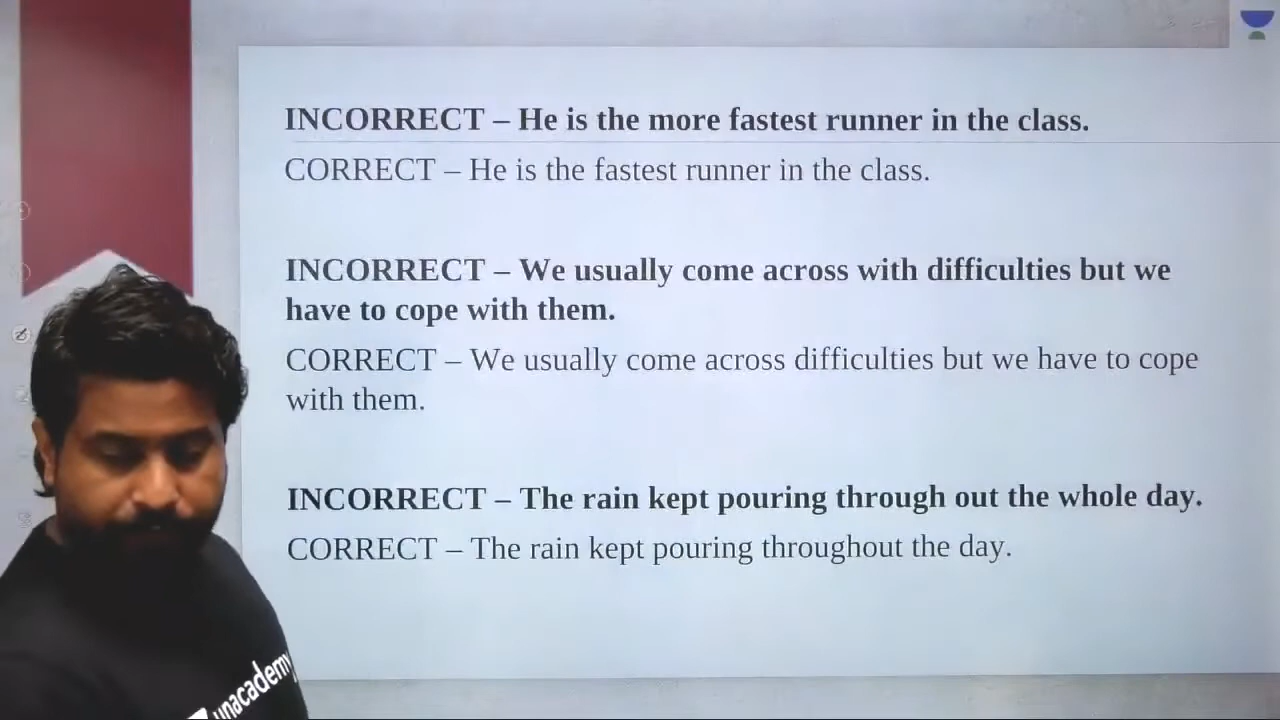 INCORRECT – He is the more fastest runner in the class.
CORRECT – He is the fastest runner in the class.
INCORRECT – We usually come across with difficulties but we
have to cope with them.
CORRECT – We usually come across difficulties but we have to cope
with them.
INCORRECT – The rain kept pouring through out the whole day.
CORRECT – The rain kept pouring throughout the day.
unacademy